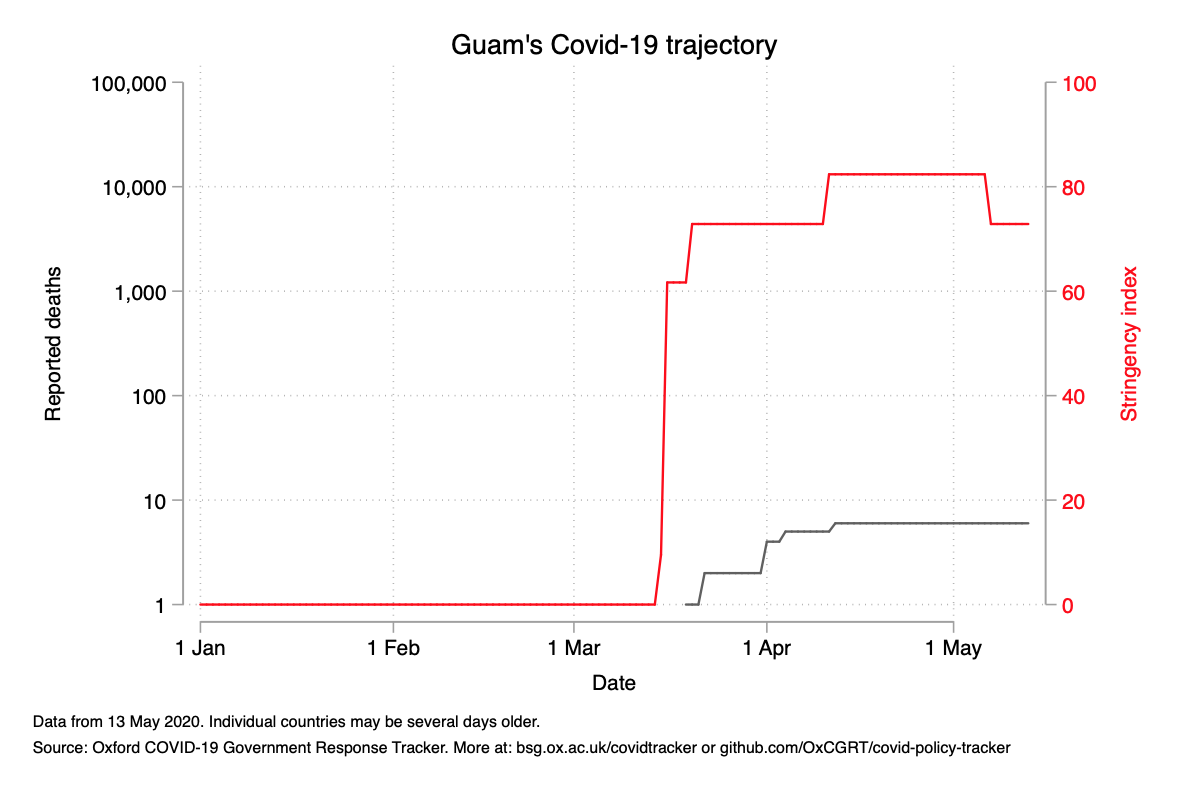 Guam's Covid-19 trajectory
100,000
10,000
1,000
100
10
1
Reported deaths
100
80
60
40
20
0
Stringency index
1 Jan
1 Feb
1 Mar
1 Apr
1 May
Date
Data from 13 May 2020. Individual countries may be several days older.
Source: Oxford COVID-19 Government Response Tracker. More at: bsg.ox.ac.uk/covidtracker or github.com/OxCGRT/covid-policy-tracker